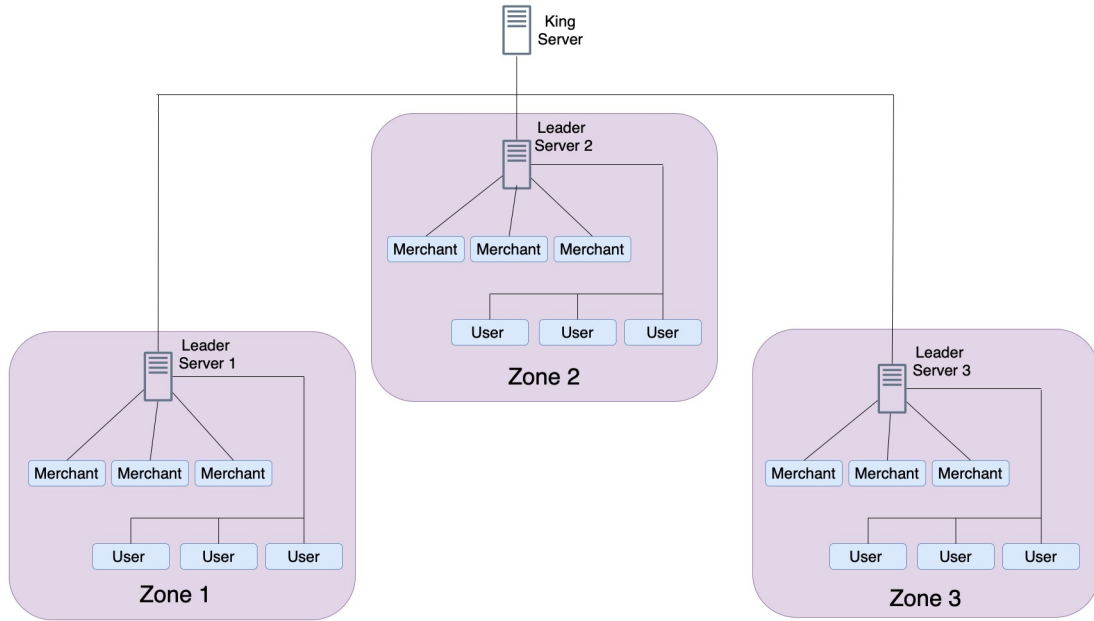 King
Server
Leader
Server 2
Merchant Merchant Merchant
User User User
Zone 2
Leader
Server 1
Merchant Merchant Merchant
User User User
Zone 1
Leader
Server 3
Merchant Merchant Merchant
User User User
Zone 3